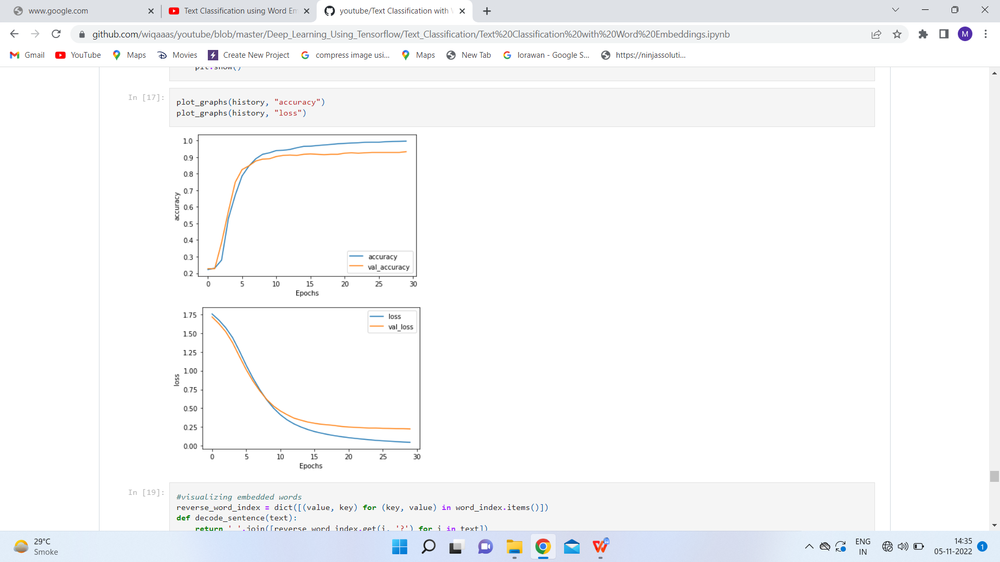 www.google.com
Text Classification using Word Em
youtube/Text Classification with W
github.com/wiqaaas/youtube/blob/master/Deep_Learning_Using_Tensorflow/Text_Classification/Text%20Classification%20with%20Word%20Embeddings.ipynb
M
Gmail
YouTube
Maps
Movies
Create New Project
compress image usi...
Maps
New Tab
lorawan - Google S...
https://ninjassoluti...
plt.show()
In [17]:
plot_graphs(history, "accuracy")
plot_graphs(history, "loss")
1.0
0.9
0.8
0.7
0.6
0.5
0.4
0.3
0.2
accuracy
accuracy
val_accuracy
0 5 10 15 20 25 30
Epochs
1.75
1.50
1.25
1.00
0.75
0.50
0.25
0.00
loss
loss
val_loss
0 5 10 15 20 25 30
Epochs
In [19]:
#visualizing embedded words
reverse_word_index = dict([(value, key) for (key, value) in word_index.items()])
def decode_sentence(text):
return ' '.join([reverse_word_index.get(i, '?') for i in text])
29°C
Smoke
ENG
IN
14:35
05-11-2022
1